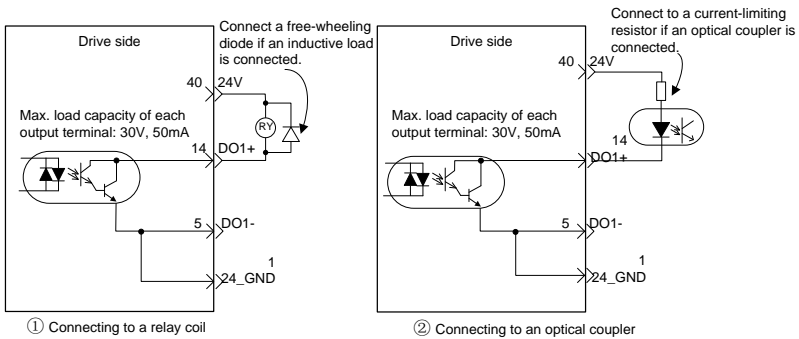 Connect a free-wheeling
diode if an inductive load
is connected.
Drive side
40
24V
Max. load capacity of each
output terminal: 30V, 50mA
RY
14
DO1+
5
DO1-
1
24_GND
① Connecting to a relay coil
Connect to a current-limiting
resistor if an optical coupler is
connected.
Drive side
40
24V
Max. load capacity of each
output terminal: 30V, 50mA
14
DO1+
5
DO1-
1
24_GND
② Connecting to an optical coupler